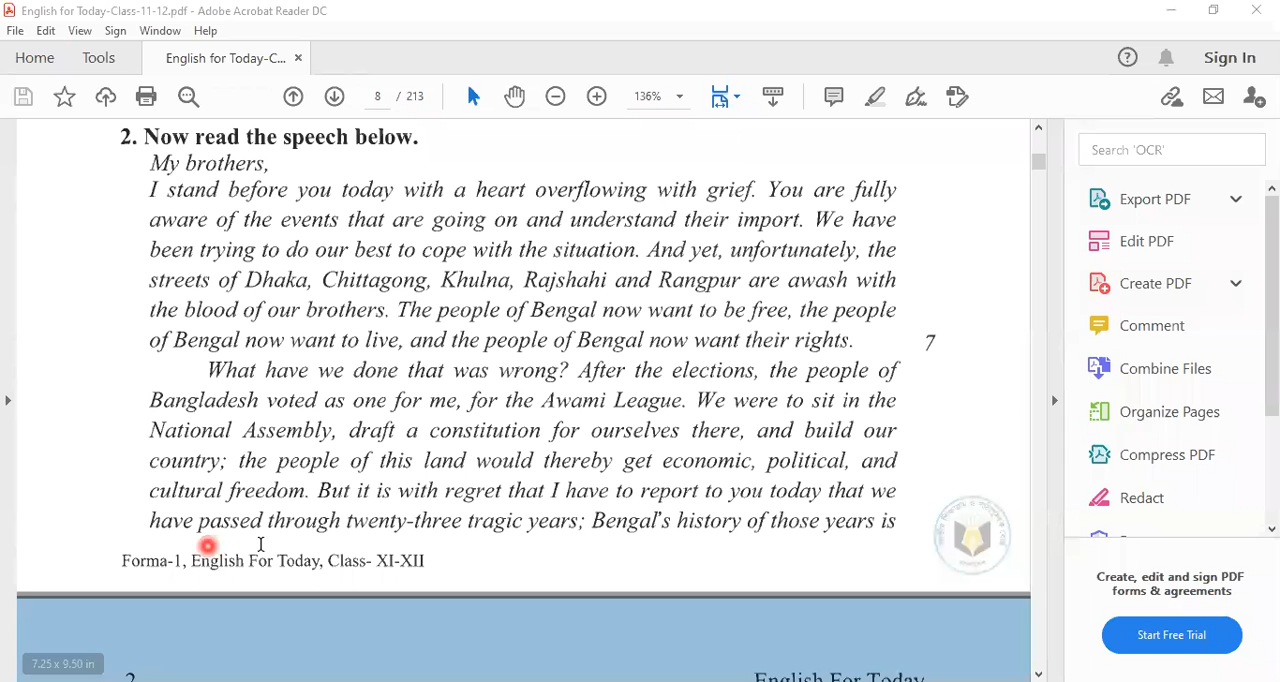 English for Today-Class-11-12.pdf - Adobe Acrobat Reader DC
File Edit View Sign Window Help
Home Tools English for Today-C... × Sign In
8 / 213 136%
Search 'OCR'
2. Now read the speech below.
My brothers,
I stand before you today with a heart overflowing with grief. You are fully
aware of the events that are going on and understand their import. We have
been trying to do our best to cope with the situation. And yet, unfortunately, the
streets of Dhaka, Chittagong, Khulna, Rajshahi and Rangpur are awash with
the blood of our brothers. The people of Bengal now want to be free, the people
of Bengal now want to live, and the people of Bengal now want their rights.
7
What have we done that was wrong? After the elections, the people of
Bangladesh voted as one for me, for the Awami League. We were to sit in the
National Assembly, draft a constitution for ourselves there, and build our
country; the people of this land would thereby get economic, political, and
cultural freedom. But it is with regret that I have to report to you today that we
have passed through twenty-three tragic years; Bengal's history of those years is
Forma-1, English For Today, Class- XI-XII
7.25 x 9.50 in
2 English For Today
Export PDF
Edit PDF
Create PDF
Comment
Combine Files
Organize Pages
Compress PDF
Redact
Create, edit and sign PDF
forms & agreements
Start Free Trial